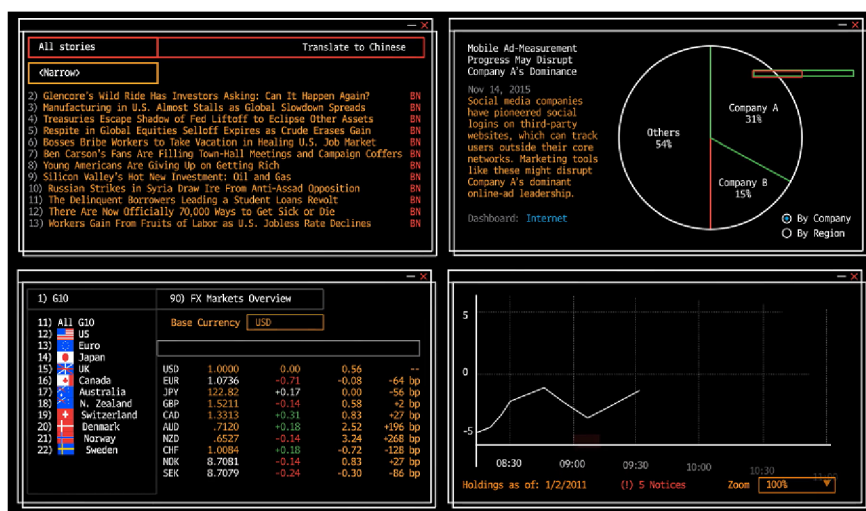 All stories Translate to Chinese
<Narrow>
2) Glencore's Wild Ride Has Investors Asking: Can It Happen Again? BN
3) Manufacturing in U.S. Almost Stalls as Global Slowdown Spreads BN
4) Treasuries Escape Shadow of Fed Liftoff to Eclipse Other Assets BN
5) Respite in Global Equities Selloff Expires as Crude Erases Gain BN
6) Bosses Bribe Workers to Take Vacation in Healing U.S. Job Market BN
7) Ben Carson's Fans Are Filling Town-Hall Meetings and Campaign Coffers BN
8) Young Americans Are Giving Up on Getting Rich BN
9) Silicon Valley's Hot New Investment: Oil and Gas BN
10) Russian Strikes in Syria Draw Ire From Anti-Assad Opposition BN
11) The Delinquent Borrowers Leading a Student Loans Revolt BN
12) There Are Now Officially 70,000 Ways to Get Sick or Die BN
13) Workers Gain From Fruits of Labor as U.S. Jobless Rate Declines BN
Mobile Ad-Measurement
Progress May Disrupt
Company A's Dominance
Nov 14, 2015
Social media companies
have pioneered social
logins on third-party
websites, which can track
users outside their core
networks. Marketing tools
like these might disrupt
Company A's dominant
online-ad leadership.
Dashboard: Internet
Others
54%
Company A
31%
Company B
15%
By Company
By Region
1) G10
11) All G10
12) US
13) Euro
14) Japan
15) UK
16) Canada
17) Australia
18) N. Zealand
19) Switzerland
20) Denmark
21) Norway
22) Sweden
90) FX Markets Overview
Base Currency USD
USD 1.0000 0.00 0.56 --
EUR 1.0736 -0.71 -0.08 -64 bp
JPY 122.82 +0.17 0.00 -56 bp
GBP 1.5211 -0.14 0.58 +2 bp
CAD 1.3313 +0.31 0.83 +27 bp
AUD .7120 +0.18 2.52 +196 bp
NZD .6527 -0.14 3.24 +268 bp
CHF 1.0084 +0.18 -0.72 -128 bp
NOK 8.7081 -0.14 0.83 +27 bp
SEK 8.7079 -0.24 -0.30 -86 bp
5
0
-5
08:30 09:00 09:30 10:00 10:30 11:00
Holdings as of: 1/2/2011 (!) 5 Notices Zoom 100%